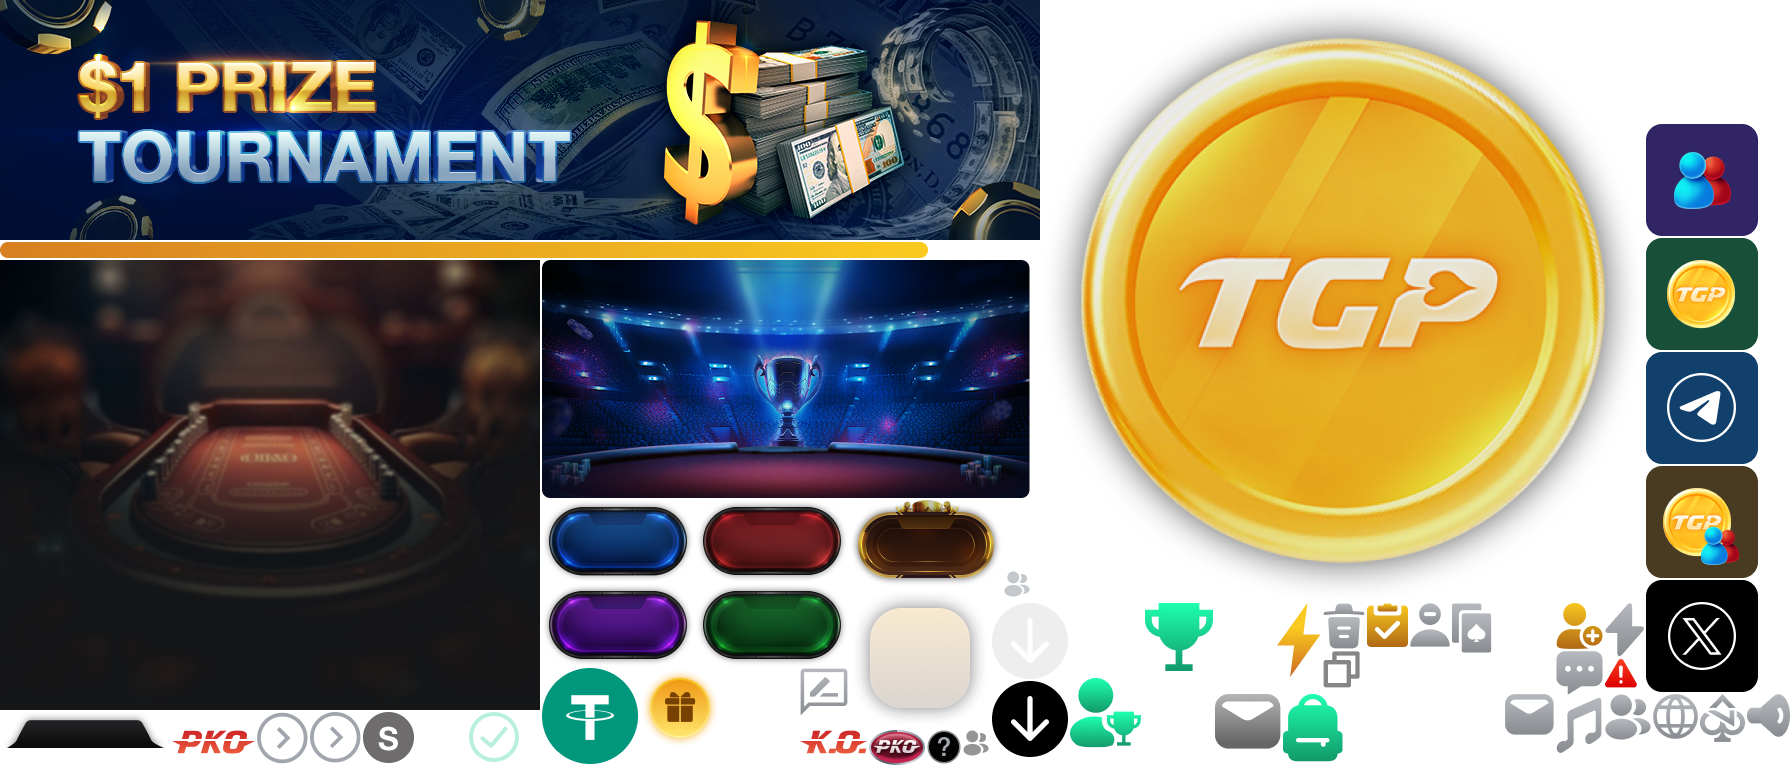 $1 PRIZE
TOURNAMENT
TGP
TGP
TGP
PKO
S
K.O.
PKO
?